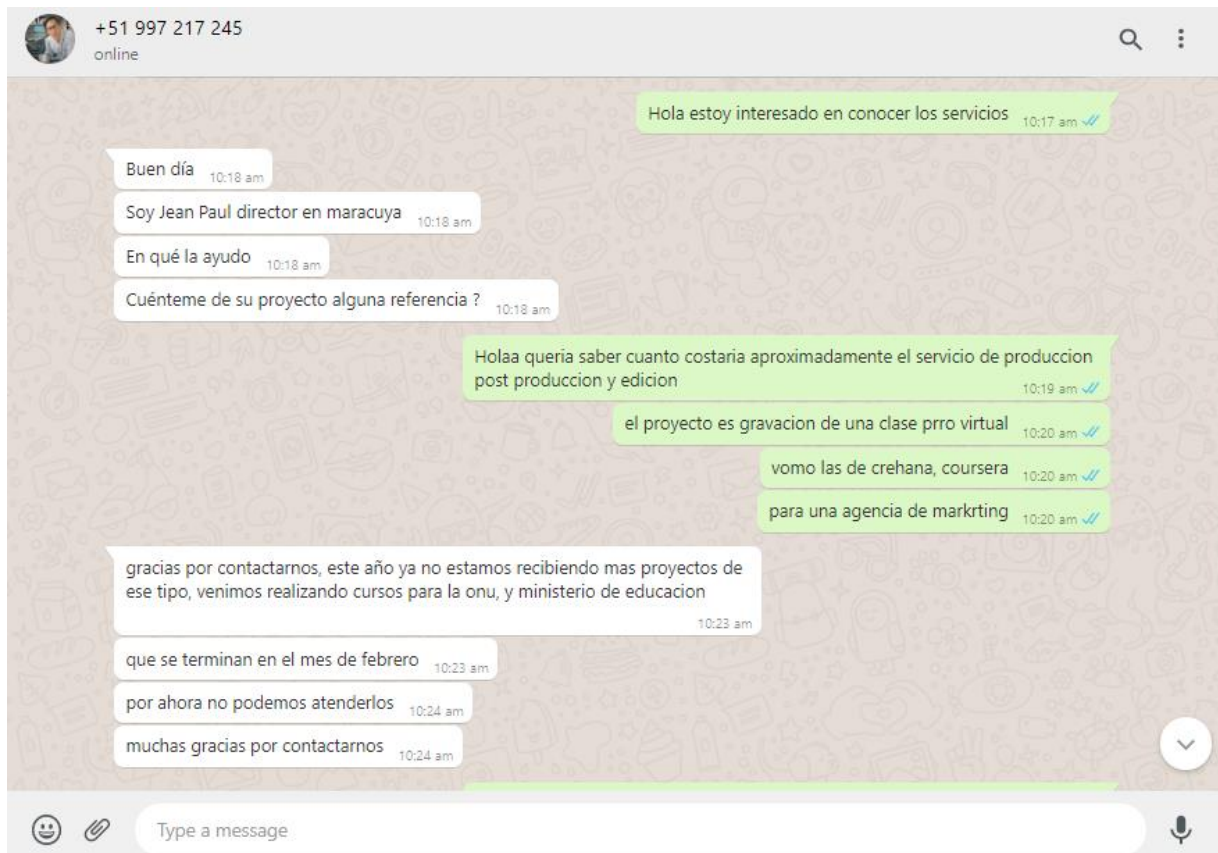 +51 997 217 245
online
Hola estoy interesado en conocer los servicios 10:17 am
Buen día 10:18 am
Soy Jean Paul director en maracuya 10:18 am
En qué la ayudo 10:18 am
Cuénteme de su proyecto alguna referencia ? 10:18 am
Holaa queria saber cuanto costaria aproximadamente el servicio de produccion
post produccion y edicion 10:19 am
el proyecto es gravacion de una clase prro virtual 10:20 am
vomo las de crehana, coursera 10:20 am
para una agencia de markrting 10:20 am
gracias por contactarnos, este año ya no estamos recibiendo mas proyectos de
ese tipo, venimos realizando cursos para la onu, y ministerio de educacion
10:23 am
que se terminan en el mes de febrero 10:23 am
por ahora no podemos atenderlos 10:24 am
muchas gracias por contactarnos 10:24 am
Type a message